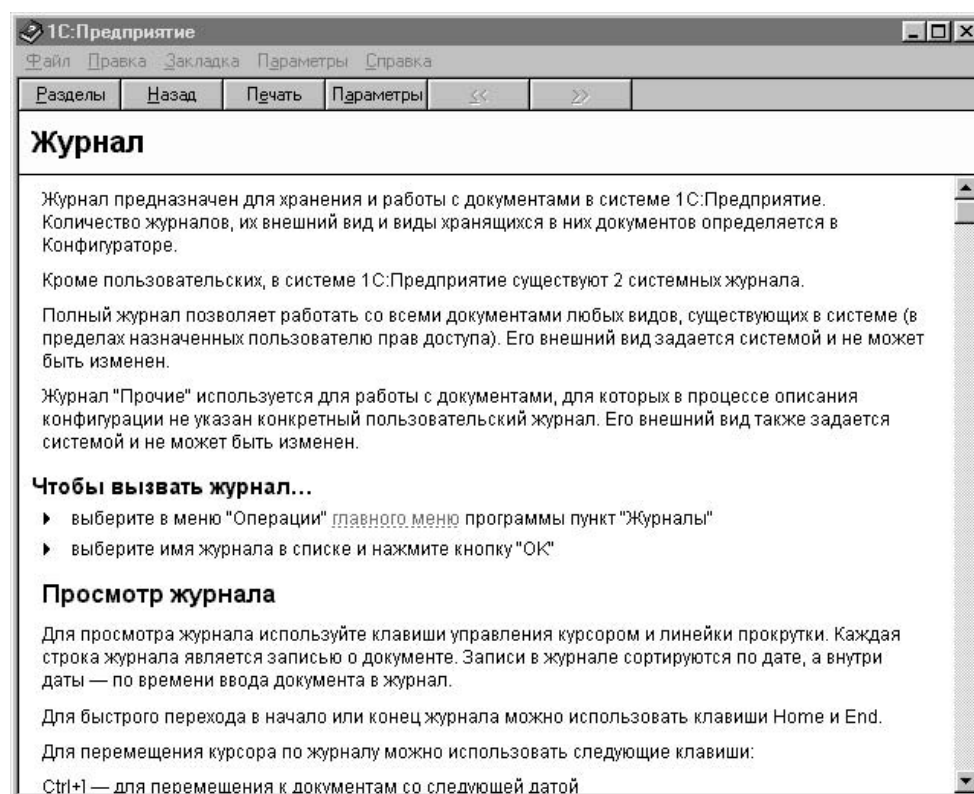 1С:Предприятие
Файл Правка Закладка Параметры Справка
Разделы Назад Печать Параметры << >>
Журнал
Журнал предназначен для хранения и работы с документами в системе 1С:Предприятие.
Количество журналов, их внешний вид и виды хранящихся в них документов определяется в
Конфигураторе.
Кроме пользовательских, в системе 1С:Предприятие существуют 2 системных журнала.
Полный журнал позволяет работать со всеми документами любых видов, существующих в системе (в
пределах назначенных пользователю прав доступа). Его внешний вид задается системой и не может
быть изменен.
Журнал "Прочие" используется для работы с документами, для которых в процессе описания
конфигурации не указан конкретный пользовательский журнал. Его внешний вид также задается
системой и не может быть изменен.
Чтобы вызвать журнал...
выберите в меню "Операции" главного меню программы пункт "Журналы"
выберите имя журнала в списке и нажмите кнопку "OK"
Просмотр журнала
Для просмотра журнала используйте клавиши управления курсором и линейки прокрутки. Каждая
строка журнала является записью о документе. Записи в журнале сортируются по дате, а внутри
даты — по времени ввода документа в журнал.
Для быстрого перехода в начало или конец журнала можно использовать клавиши Home и End.
Для перемещения курсора по журналу можно использовать следующие клавиши:
Ctrl+] — для перемещения к документам со следующей датой